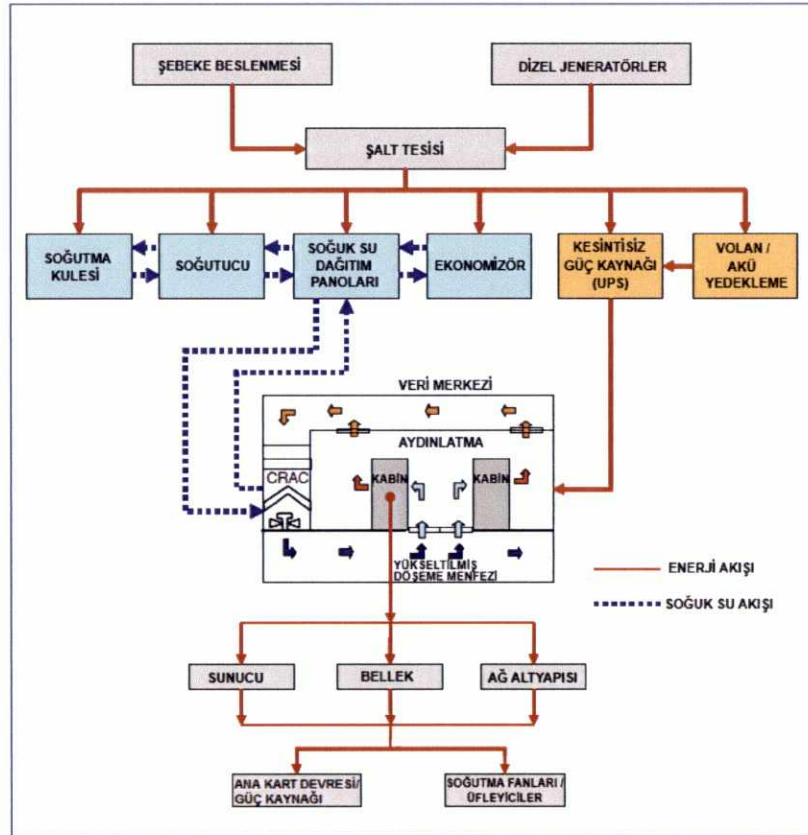 ŞEBEKE BESLENMESİ
DİZEL JENERATÖRLER
ŞALT TESİSİ
SOĞUTMA
KULESİ
SOĞUTUCU
SOĞUK SU
DAĞITIM
PANOLARI
EKONOMİZÖR
KESİNTİSİZ
GÜÇ KAYNAĞI
(UPS)
VOLAN /
AKÜ
YEDEKLEME
VERİ MERKEZİ
AYDINLATMA
CRAC
KABİN
KABİN
YÜKSELTİLMİŞ
DÖŞEME MENFEZİ
ENERJİ AKIŞI
SOĞUK SU AKIŞI
SUNUCU
BELLEK
AĞ ALTYAPISI
ANA KART DEVRESİ/
GÜÇ KAYNAĞI
SOĞUTMA FANLARI /
ÜFLEYİCİLER